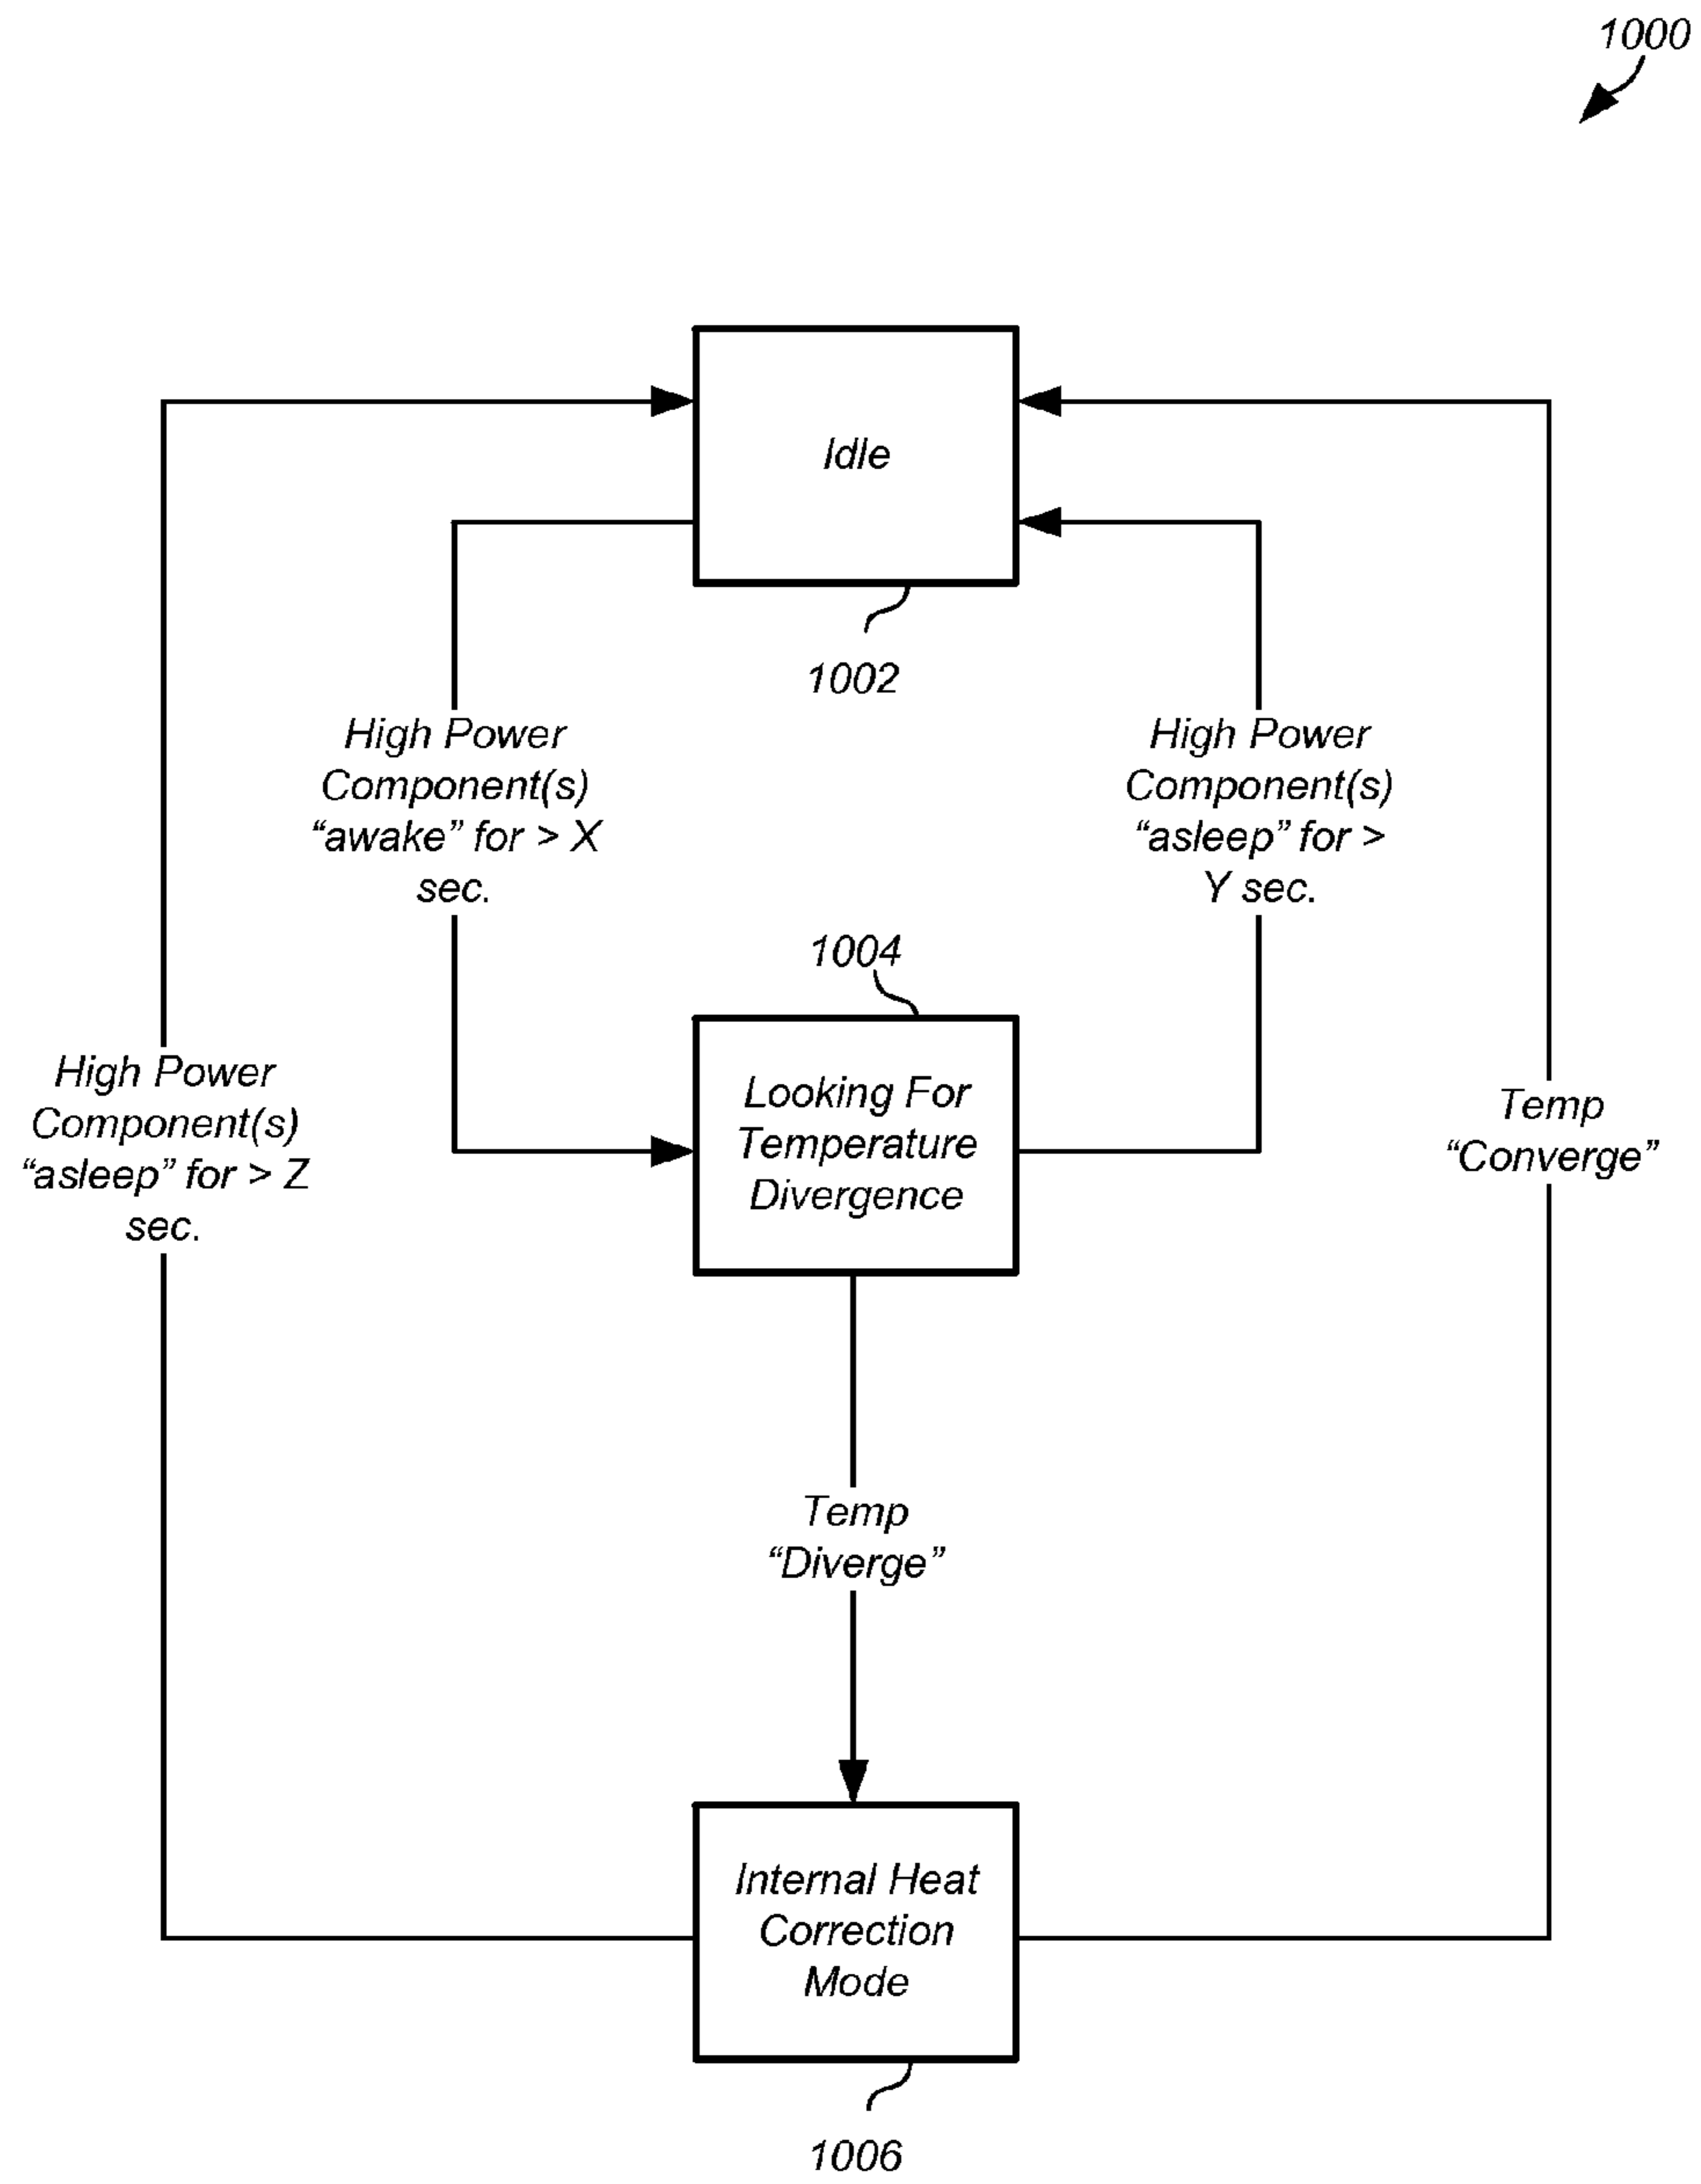 1000
Idle
1002
High Power
Component(s)
“awake” for > X
sec.
High Power
Component(s)
“asleep” for >
Y sec.
1004
Looking For
Temperature
Divergence
High Power
Component(s)
“asleep” for > Z
sec.
Temp
“Converge”
Temp
“Diverge”
Internal Heat
Correction
Mode
1006